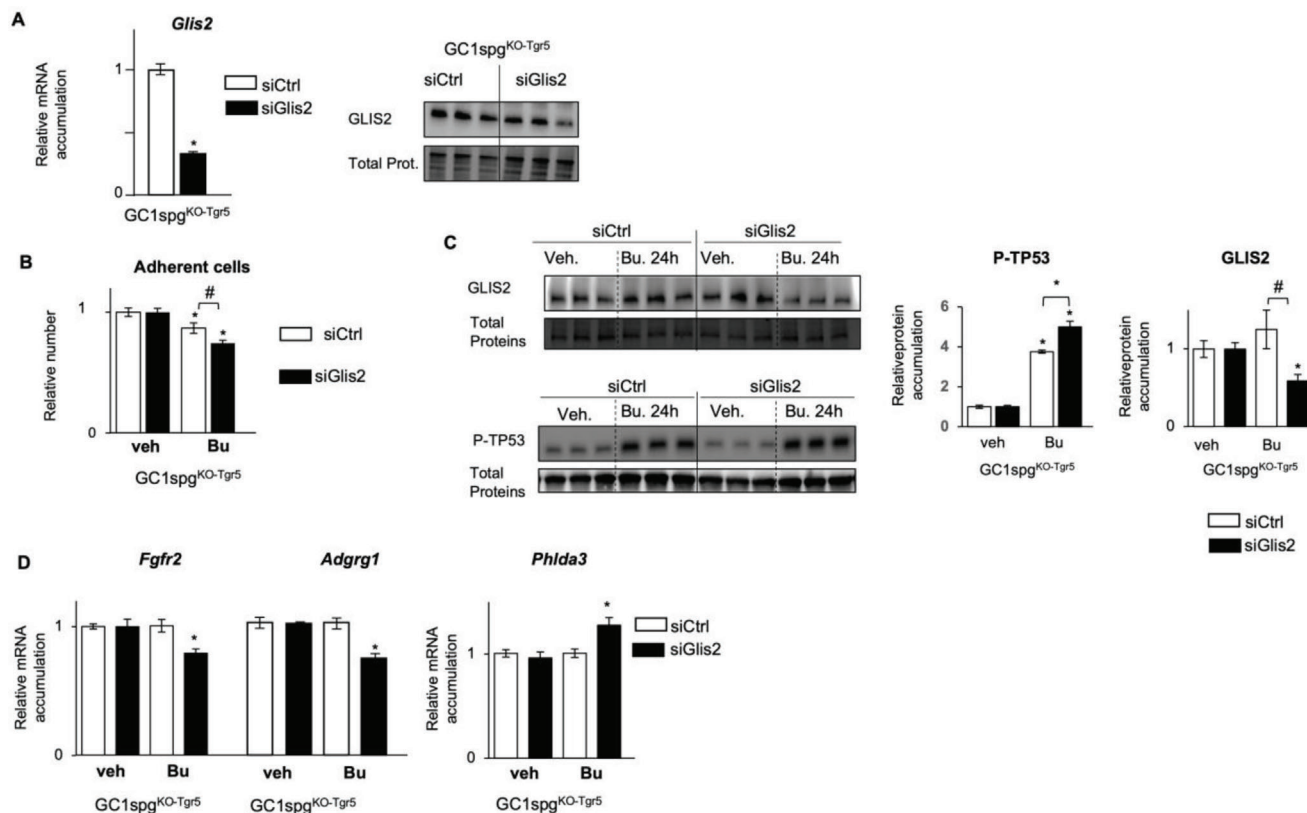 A
Glis2
Relative mRNA
accumulation
1
0
*
siCtrl
siGlis2
GC1spgKO-Tgr5
GC1spgKO-Tgr5
siCtrl siGlis2
GLIS2
Total Prot.
B
Adherent cells
Relative number
1
0
#
* *
veh Bu
siCtrl
siGlis2
GC1spgKO-Tgr5
C
siCtrl siGlis2
Veh. Bu. 24h Veh. Bu. 24h
GLIS2
Total
Proteins
siCtrl siGlis2
Veh. Bu. 24h Veh. Bu. 24h
P-TP53
Total
Proteins
P-TP53
Relativeprotein
accumulation
6
4
2
0
*
* *
veh Bu
GC1spgKO-Tgr5
GLIS2
Relativeprotein
accumulation
1
0
#
*
veh Bu
GC1spgKO-Tgr5
siCtrl
siGlis2
D
Fgfr2 Adgrg1 Phlda3
Relative mRNA
accumulation
1
0
* *
veh Bu veh Bu
GC1spgKO-Tgr5 GC1spgKO-Tgr5
Relative mRNA
accumulation
1
0
*
siCtrl
siGlis2
veh Bu
GC1spgKO-Tgr5